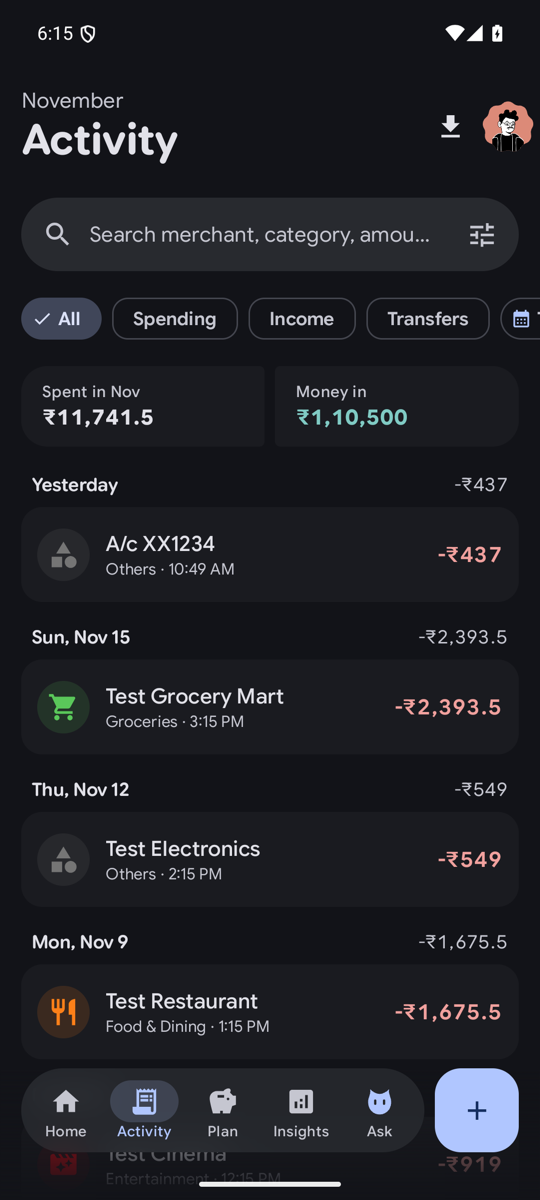 6:15
November
Activity
Search merchant, category, amou...
All
Spending
Income
Transfers
Spent in Nov
₹11,741.5
Money in
₹1,10,500
Yesterday
-₹437
A/c XX1234
Others · 10:49 AM
-₹437
Sun, Nov 15
-₹2,393.5
Test Grocery Mart
Groceries · 3:15 PM
-₹2,393.5
Thu, Nov 12
-₹549
Test Electronics
Others · 2:15 PM
-₹549
Mon, Nov 9
-₹1,675.5
Test Restaurant
Food & Dining · 1:15 PM
-₹1,675.5
Test Cinema
Entertainment · 12:15 PM
-₹919
Home
Activity
Plan
Insights
Ask